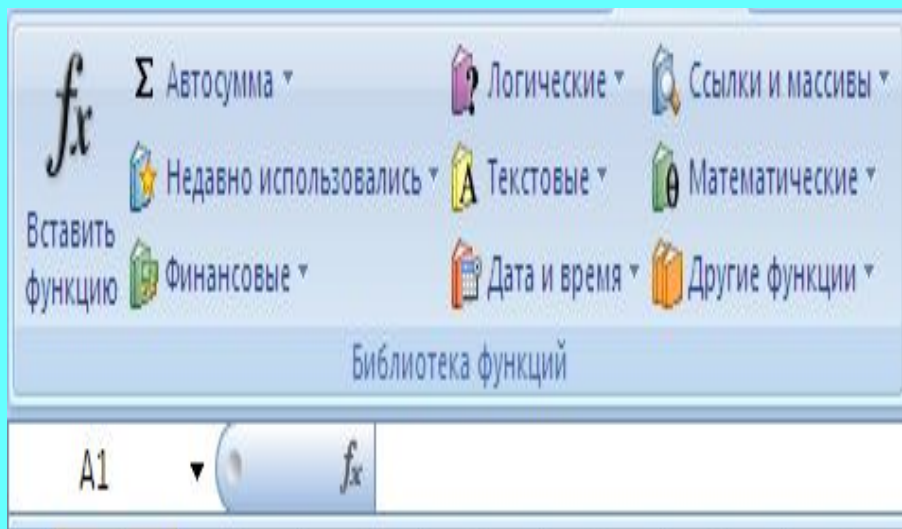 fx
Вставить
функцию
Σ Автосумма
Недавно использовались
Финансовые
Логические
Текстовые
Дата и время
Ссылки и массивы
Математические
Другие функции
Библиотека функций
A1 fx